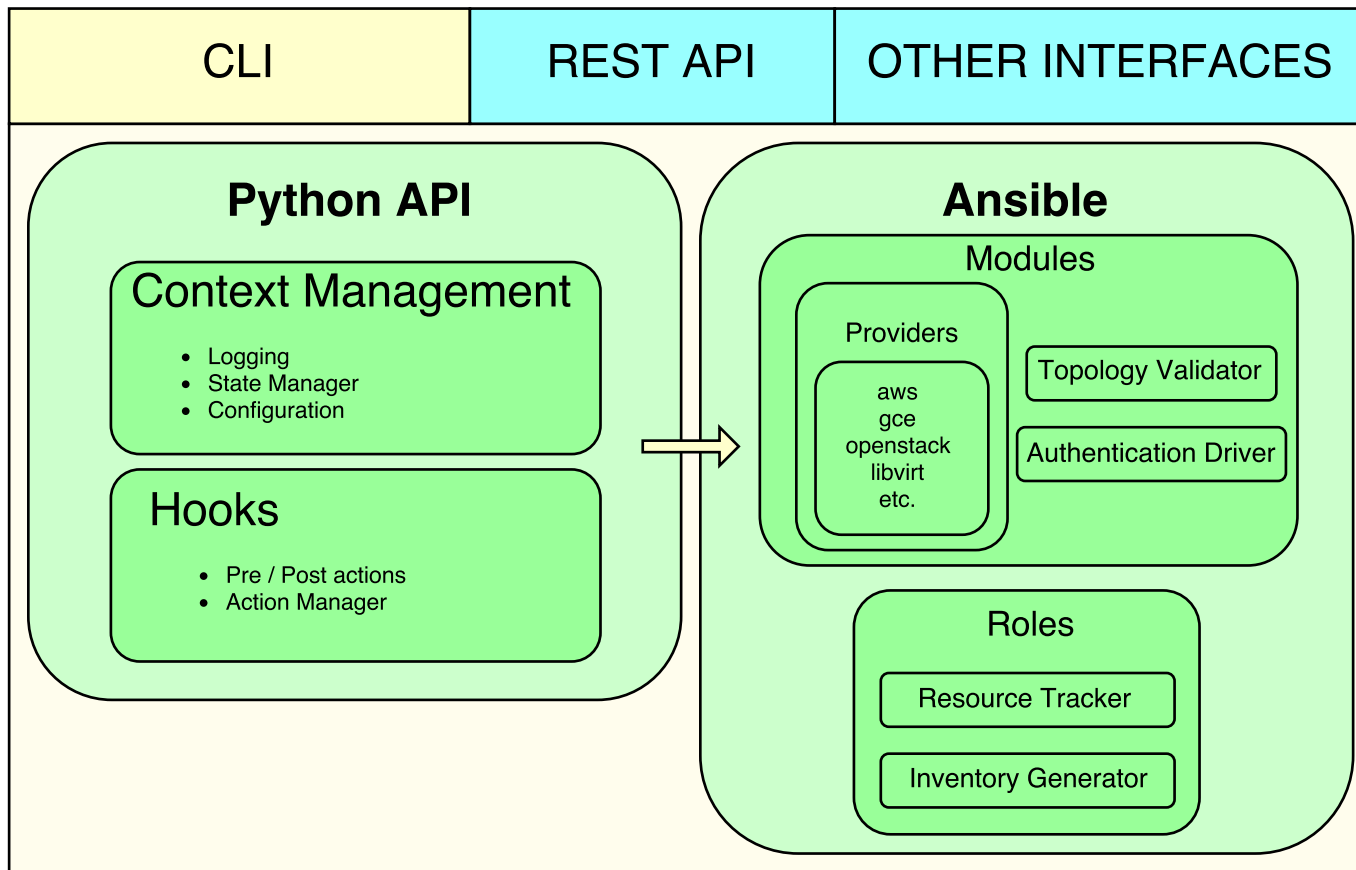 CLI
REST API
OTHER INTERFACES
Python API
Context Management
• Logging
• State Manager
• Configuration
Hooks
• Pre / Post actions
• Action Manager
Ansible
Modules
Providers
aws
gce
openstack
libvirt
etc.
Topology Validator
Authentication Driver
Roles
Resource Tracker
Inventory Generator